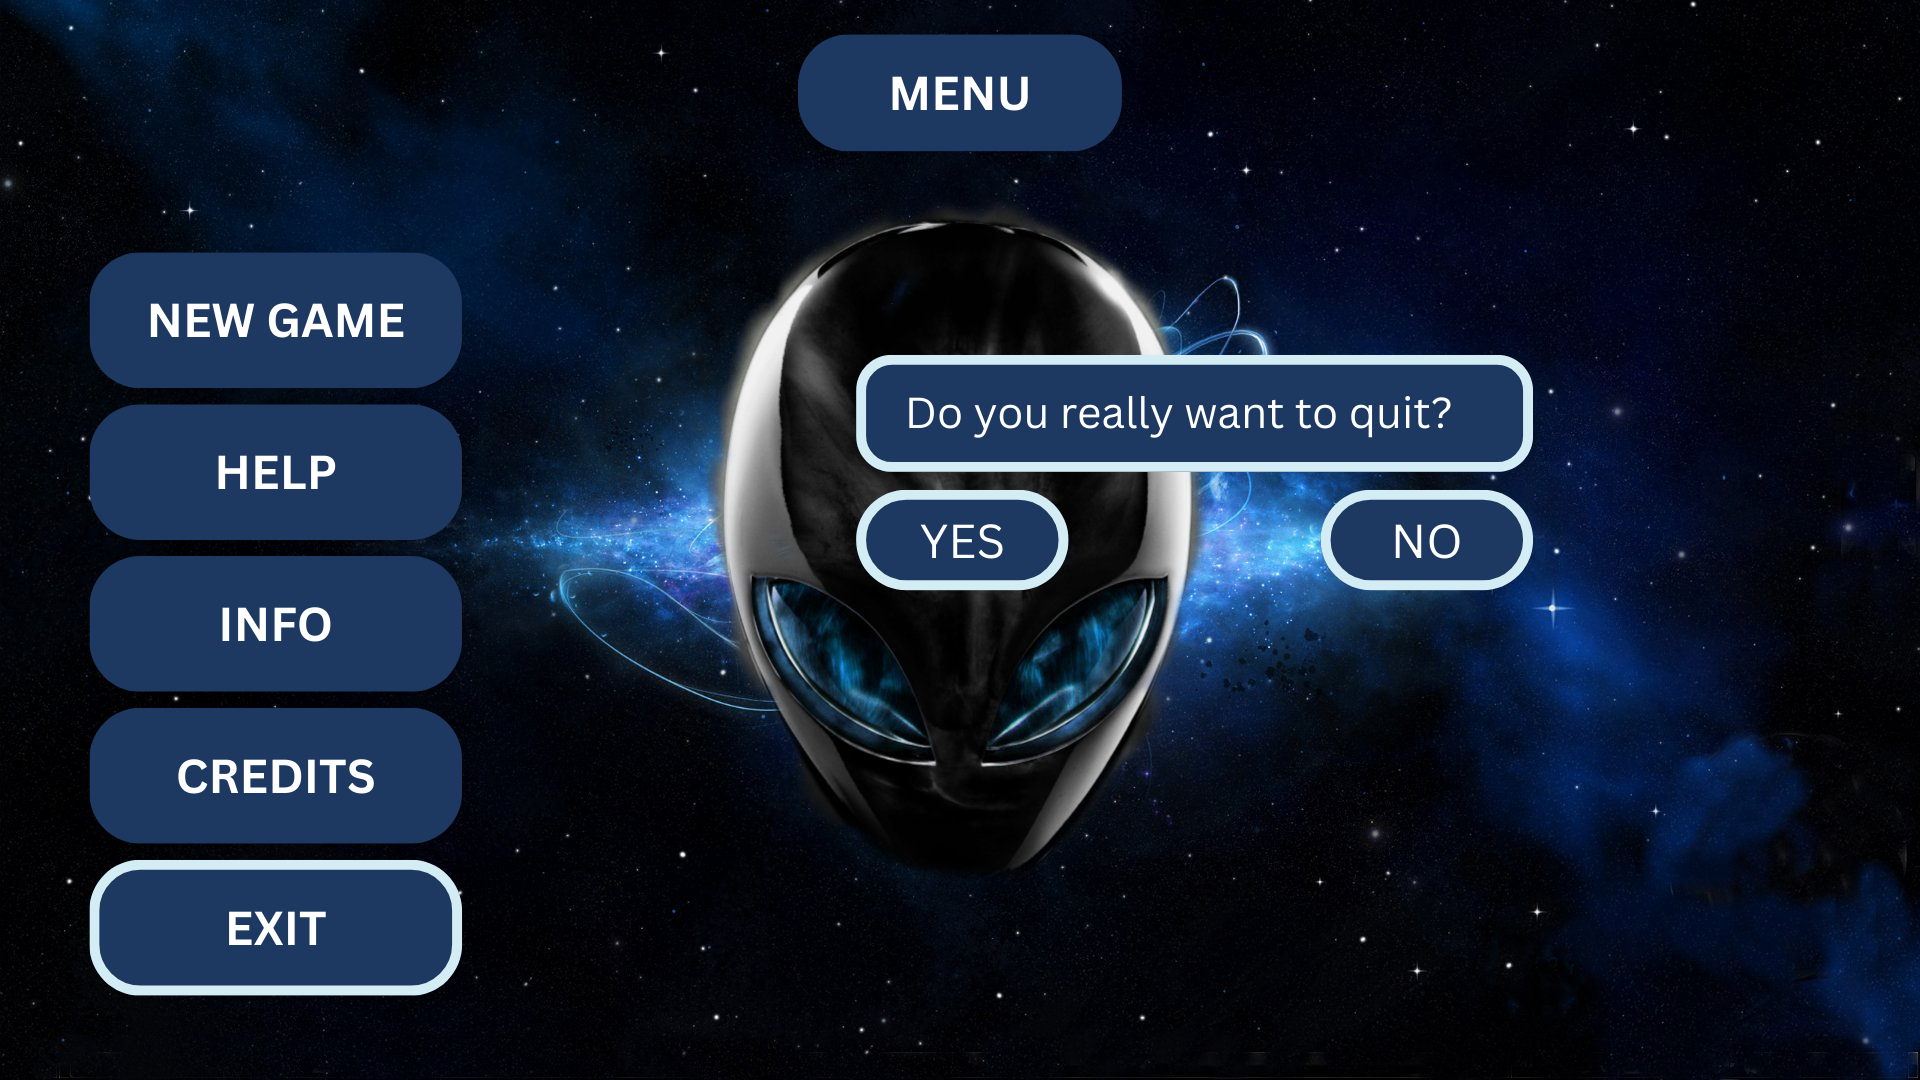 MENU
NEW GAME
HELP
INFO
CREDITS
EXIT
Do you really want to quit?
YES
NO